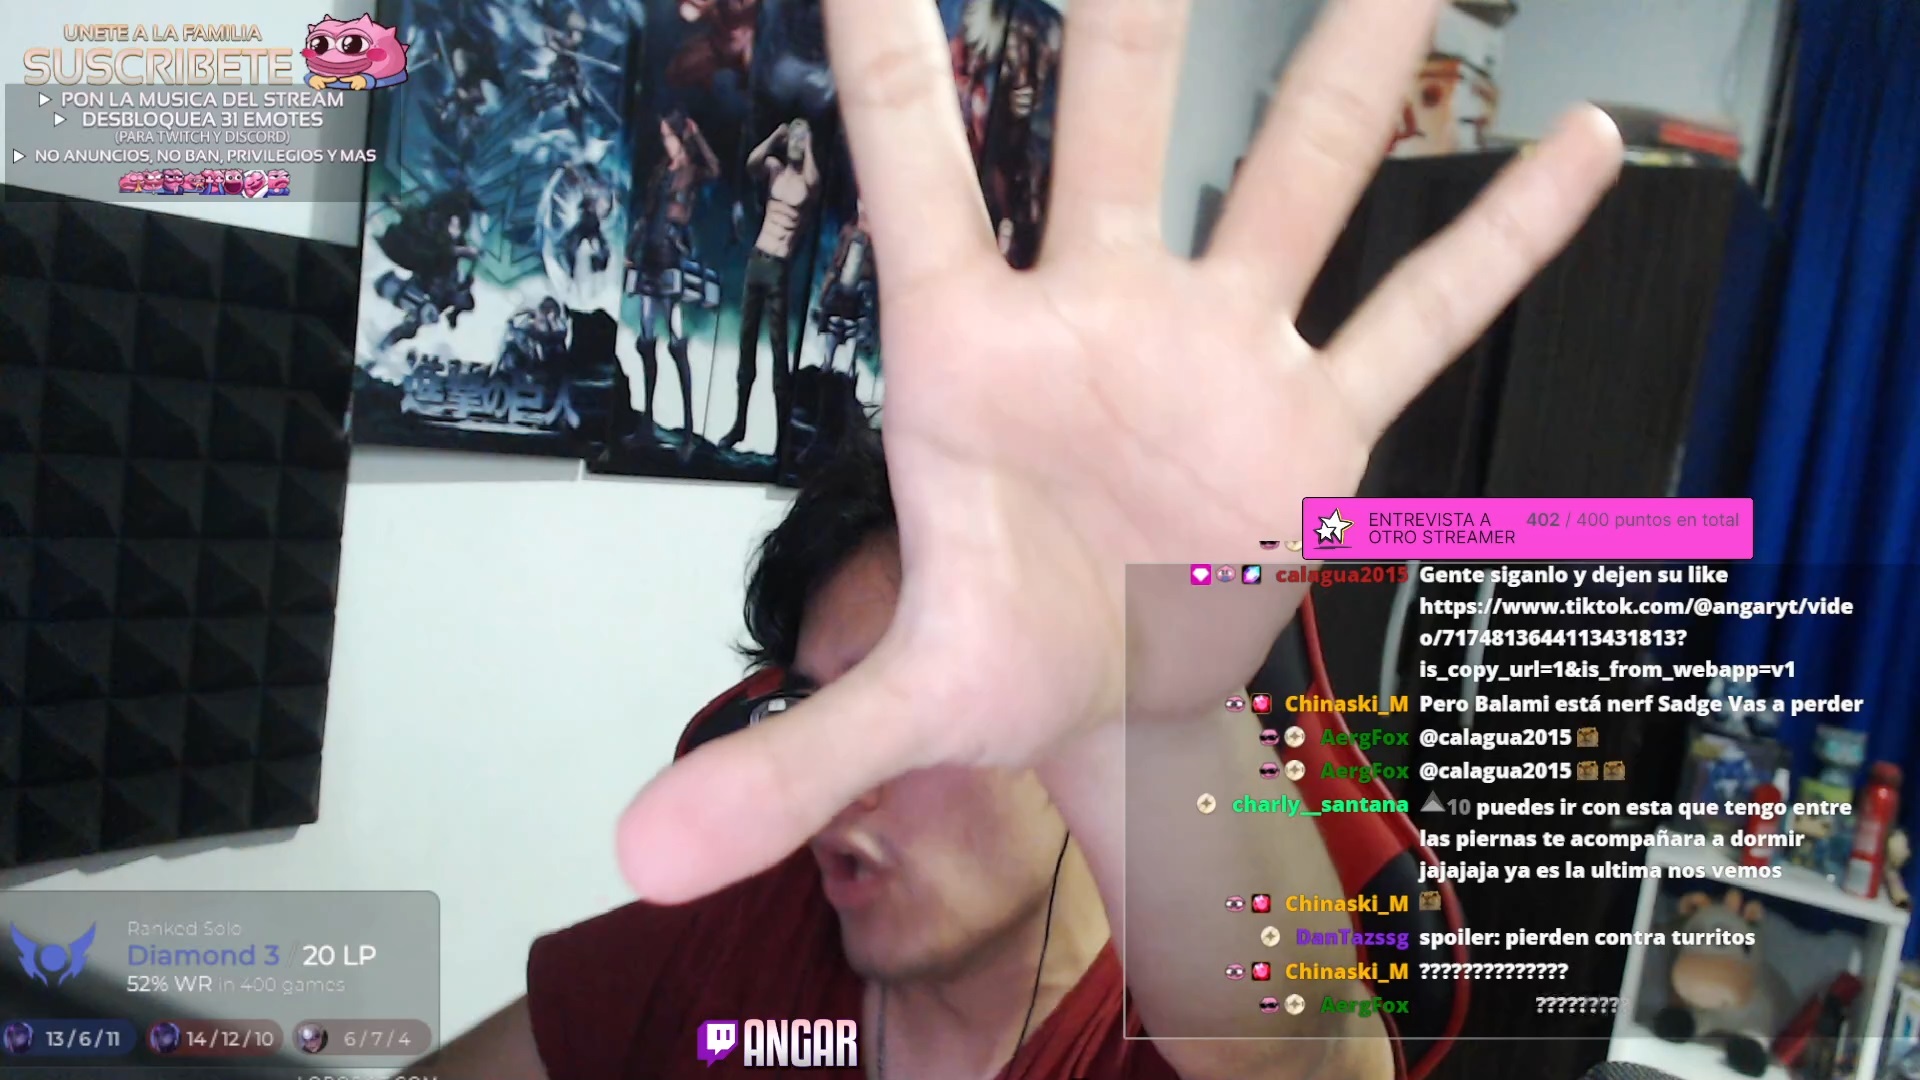 UNETE A LA FAMILIA
SUSCRIBETE
PON LA MUSICA DEL STREAM
DESBLOQUEA 31 EMOTES
(PARA TWITCH Y DISCORD)
NO ANUNCIOS, NO BAN, PRIVILEGIOS Y MAS
進撃の巨人
ENTREVISTA A
OTRO STREAMER
402 / 400 puntos en total
calagua2015 Gente siganlo y dejen su like
https://www.tiktok.com/@angaryt/vide
o/7174813644113431813?
is_copy_url=1&is_from_webapp=v1
Chinaski_M Pero Balami está nerf Sadge Vas a perder
AergFox @calagua2015
AergFox @calagua2015
charly__santana 10 puedes ir con esta que tengo entre
las piernas te acompañara a dormir
jajajaja ya es la ultima nos vemos
Chinaski_M
DanTazssg spoiler: pierden contra turritos
Chinaski_M ??????????????
AergFox ?????????
Ranked Solo
Diamond 3 / 20 LP
52% WR in 400 games
13/6/11 14/12/10 6/7/4
ANGAR